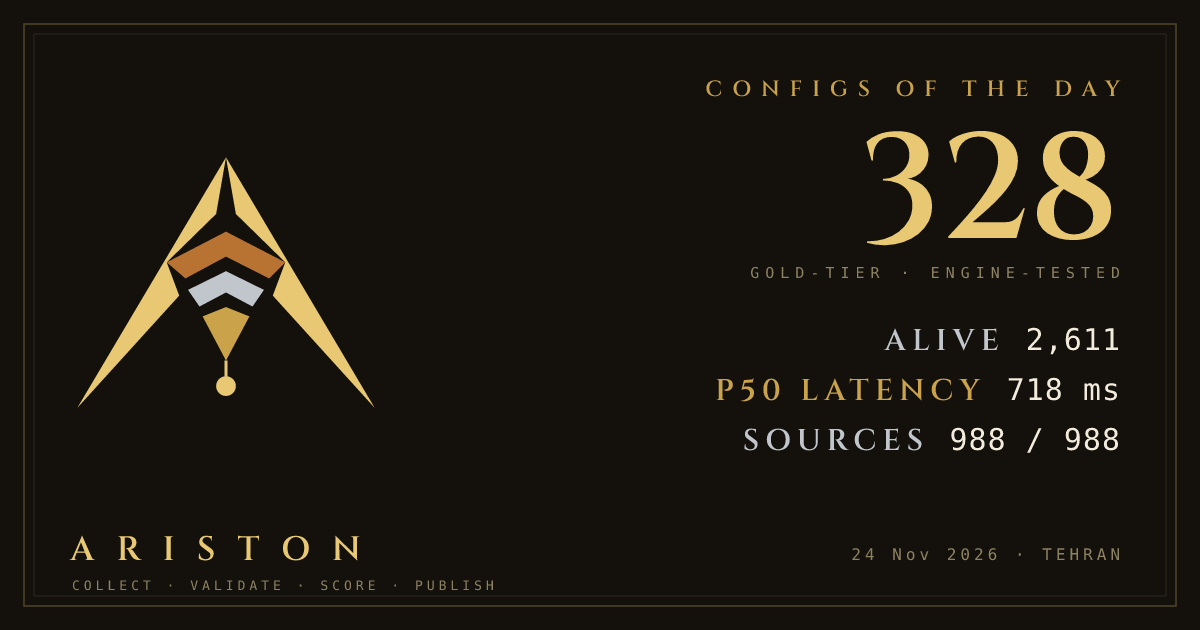 CONFIGS OF THE DAY
328
GOLD-TIER · ENGINE-TESTED
ALIVE 2,611
P50 LATENCY 718 ms
SOURCES 988 / 988
ARISTON
COLLECT · VALIDATE · SCORE · PUBLISH
24 Nov 2026 · TEHRAN